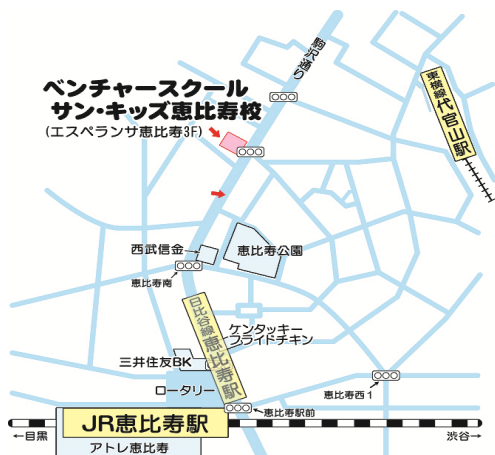 駒沢通り
ベンチャースクール
サン・キッズ恵比寿校
(エスペランサ恵比寿3F)
東横線 代官山駅
西武信金
恵比寿公園
恵比寿南
日比谷線 恵比寿駅
ケンタッキー
フライドチキン
三井住友BK
ロータリー
恵比寿西1
恵比寿駅前
JR恵比寿駅
←目黒
渋谷→
アトレ恵比寿